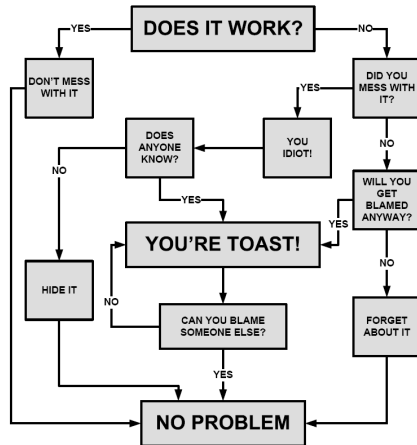 DOES IT WORK?
YES
NO
DON'T MESS
WITH IT
DID YOU
MESS WITH
IT?
YES
YOU
IDIOT!
DOES
ANYONE
KNOW?
NO
NO
WILL YOU
GET
BLAMED
ANYWAY?
YES
YES
YOU'RE TOAST!
NO
HIDE IT
NO
CAN YOU BLAME
SOMEONE ELSE?
FORGET
ABOUT IT
YES
NO PROBLEM